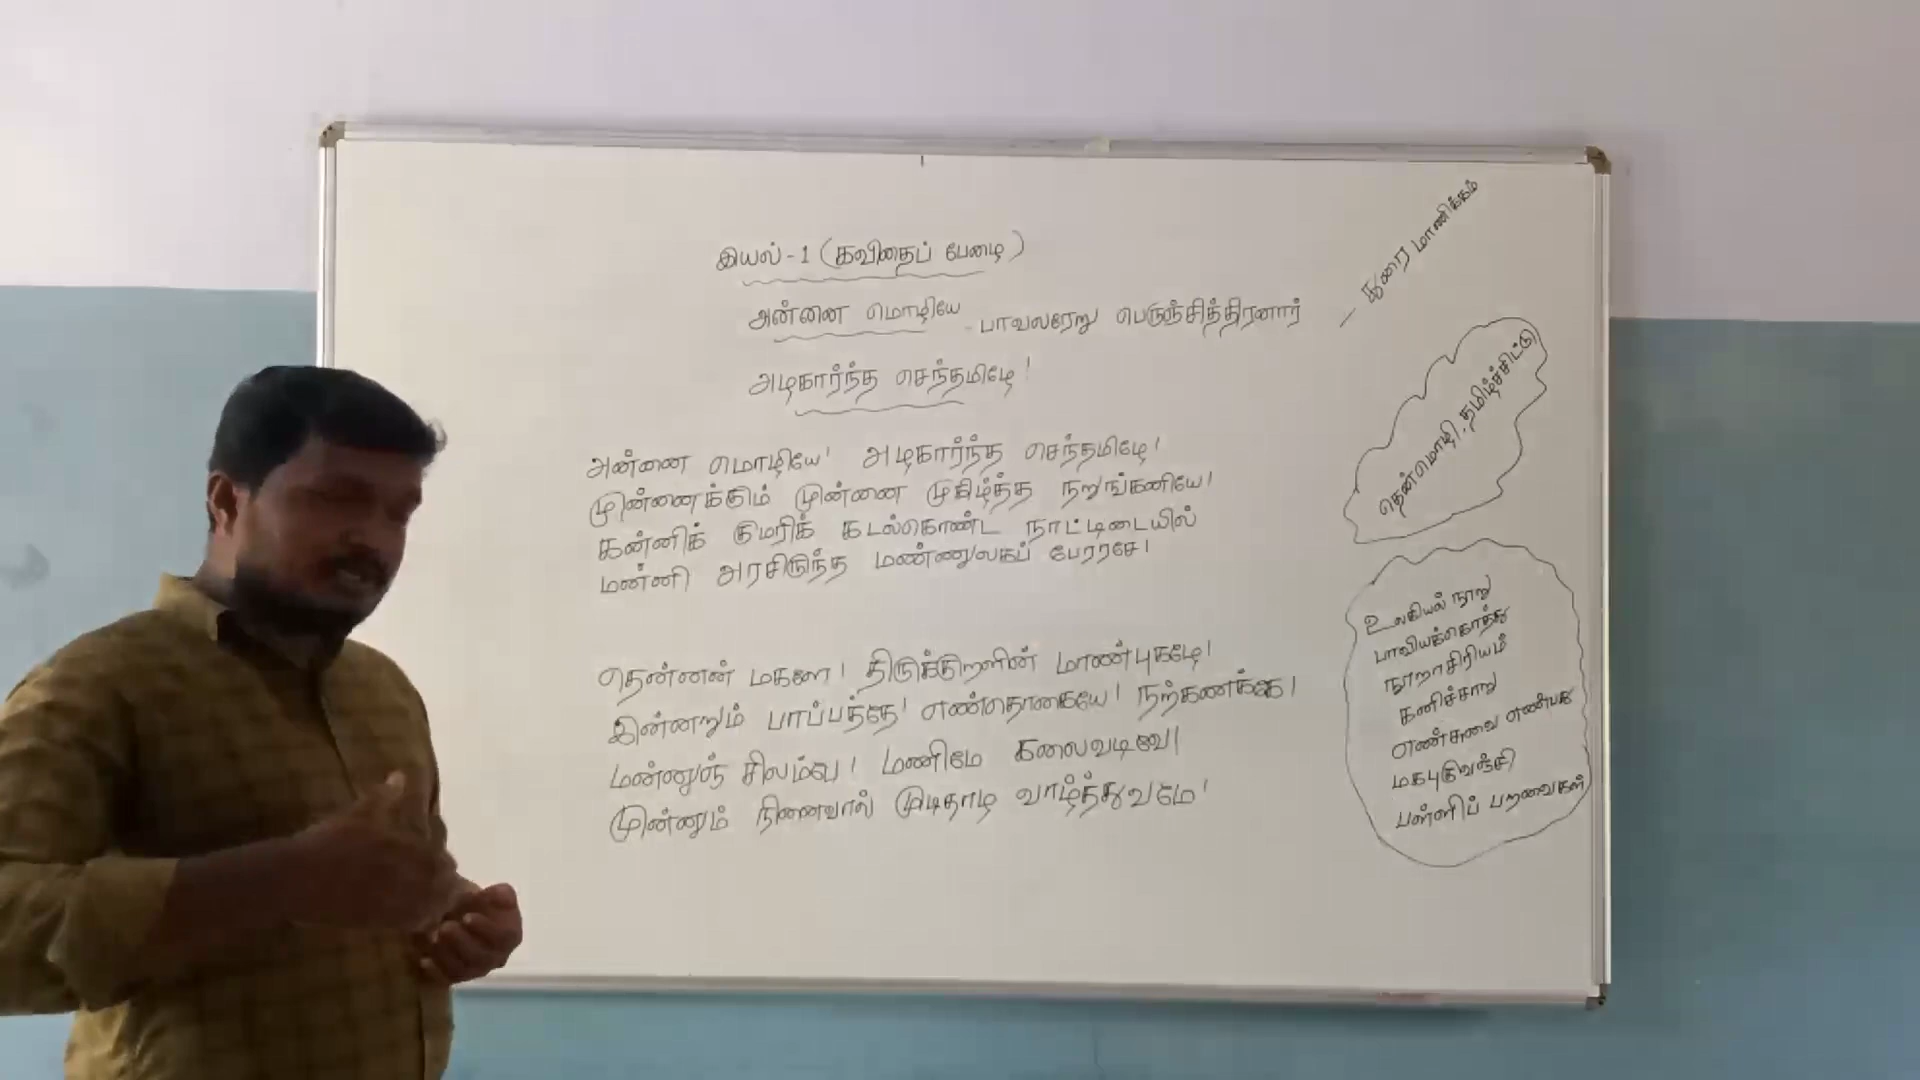 இயல் - 1 (கவிதைப் பேழை)
அன்னை மொழியே
- பாவலரேறு பெருஞ்சித்திரனார்
- துரை மாணிக்கம்
அழகார்ந்த செந்தமிழே!
அன்னை மொழியே! அழகார்ந்த செந்தமிழே!
முன்னைக்கும் முன்னை முகிழ்த்த நறுங்கனியே!
கன்னிக் குமரிக் கடல்கொண்ட நாட்டிடையில்
மண்ணி அரசிருந்த மண்ணுலகப் பேரரசே!
தென்னன் மகளே! திருக்குறளின் மாண்புகழே!
இன்னறும் பாப்பத்தே! எண்தொகையே! நற்கணக்கே!
மன்னுஞ் சிலம்பே! மணிமே கலைவடிவே!
முன்னும் நினைவால் முடிதாழ வாழ்த்துவமே!
தென்மொழி, தமிழ்ச்சிட்டு
உலகியல் நூறு
பாவியக்கொத்து
நூறாசிரியம்
கனிச்சாறு
எண்சுவை எண்பது
மகபுகுவஞ்சி
பள்ளிப் பறவைகள்